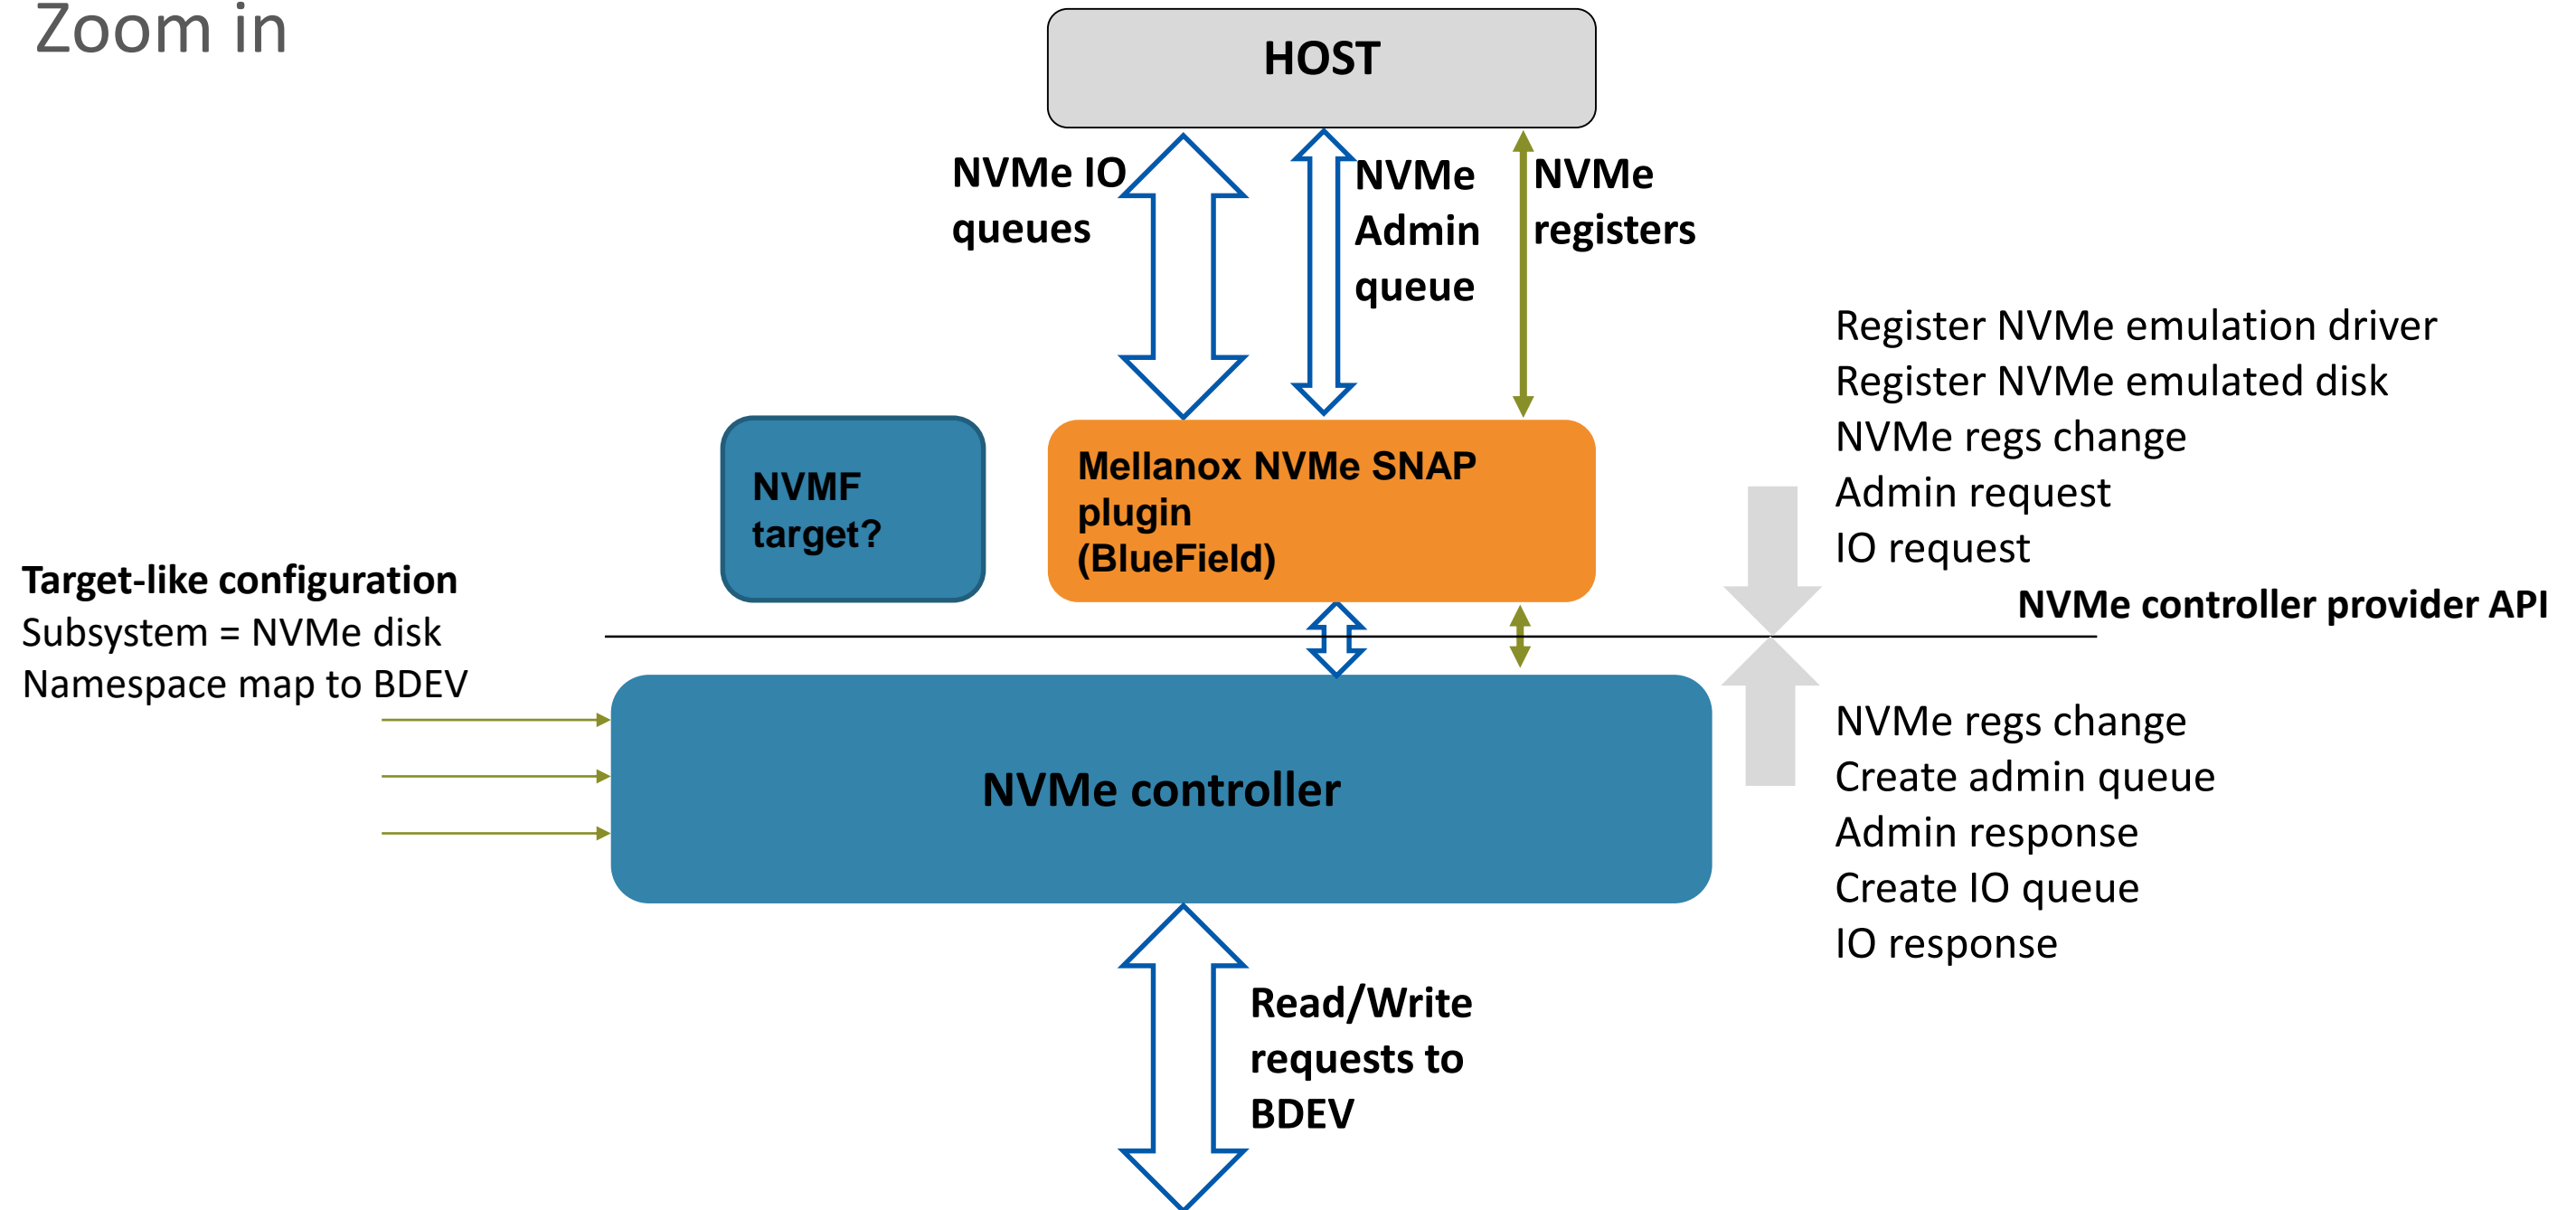 Zoom in
HOST
NVMe IO
queues
NVMe
Admin
queue
NVMe
registers
Register NVMe emulation driver
Register NVMe emulated disk
NVMe regs change
Admin request
IO request
NVMF
target?
Mellanox NVMe SNAP
plugin
(BlueField)
Target-like configuration
Subsystem = NVMe disk
Namespace map to BDEV
NVMe controller provider API
NVMe controller
NVMe regs change
Create admin queue
Admin response
Create IO queue
IO response
Read/Write
requests to
BDEV